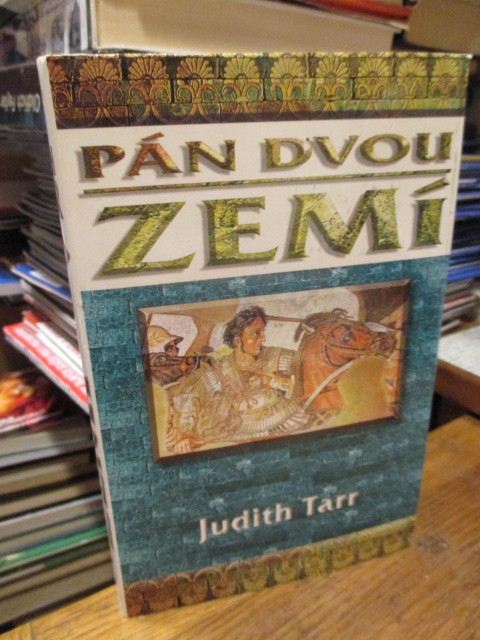 PÁN DVOU
ZEMÍ
Judith Tarr